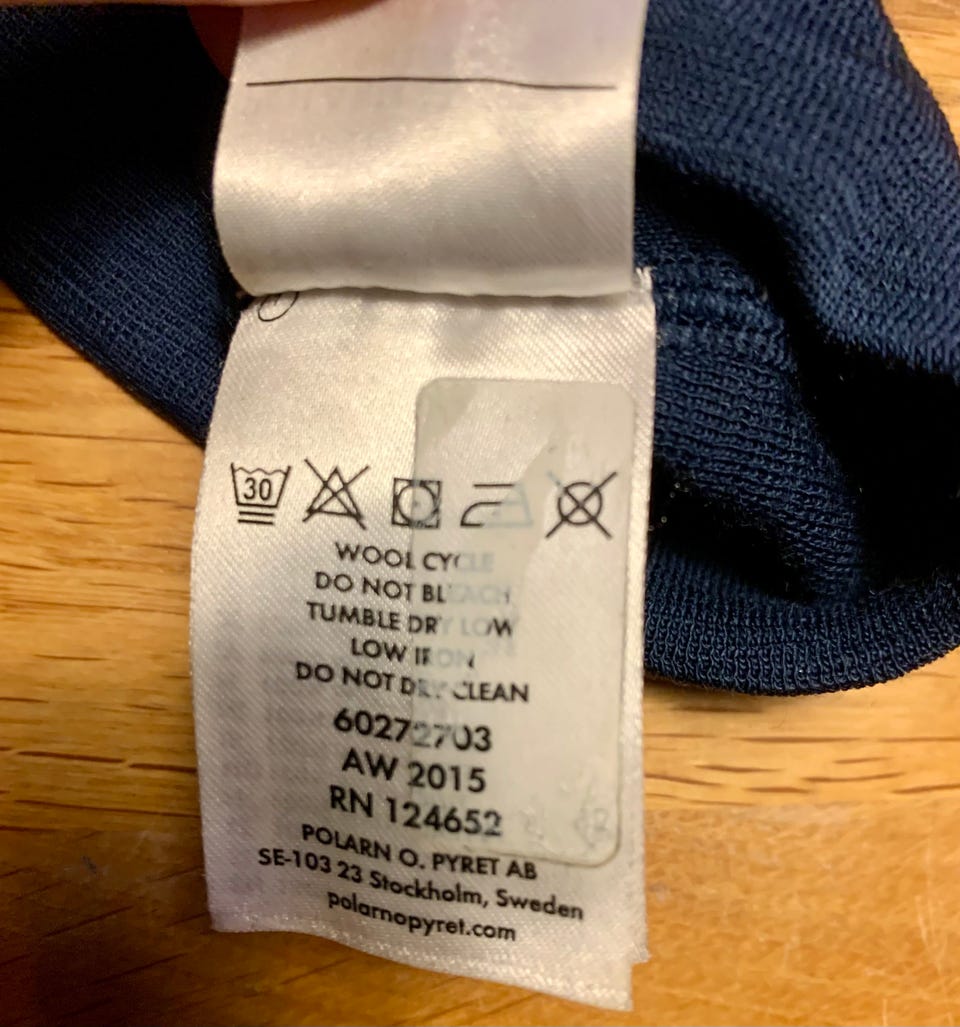 30
WOOL CYCLE
DO NOT BLEACH
TUMBLE DRY LOW
LOW IRON
DO NOT DRY CLEAN
60272703
AW 2015
RN 124652
POLARN O. PYRET AB
SE-103 23 Stockholm, Sweden
polarnopyret.com